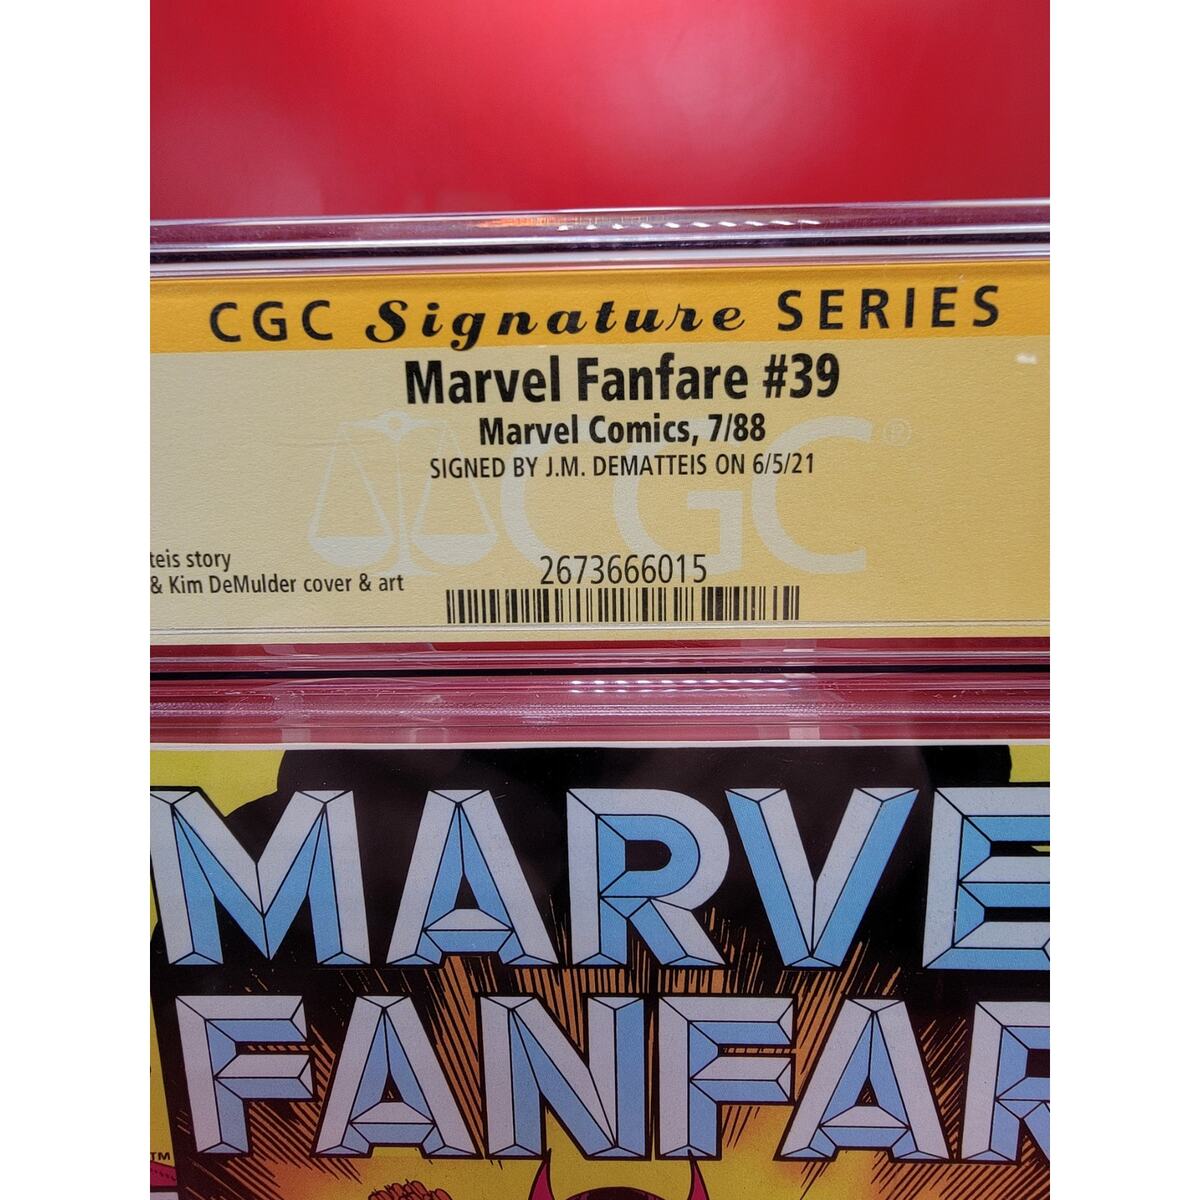 CGC Signature SERIES
Marvel Fanfare #39
Marvel Comics, 7/88
SIGNED BY J.M. DEMATTEIS ON 6/5/21
CGC®
teis story
& Kim DeMulder cover & art
2673666015
MARVE
FANFAR
TM